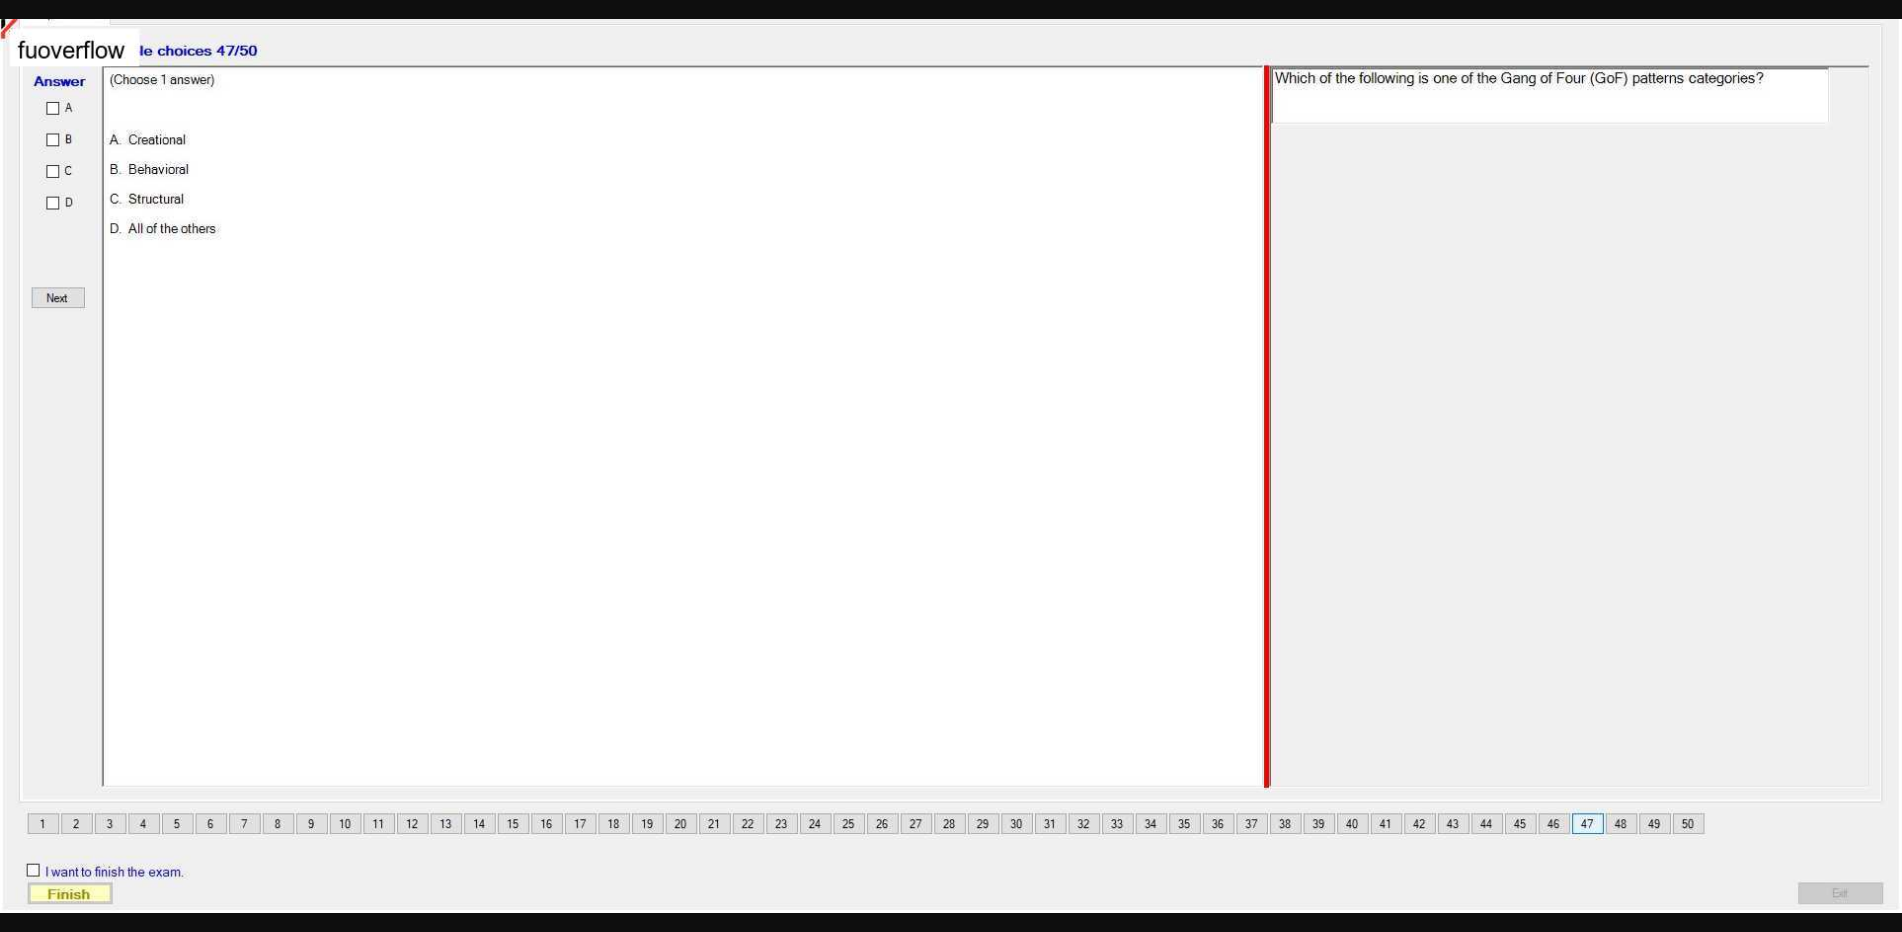 fuoverflow le choices 47/50
Answer
(Choose 1 answer)
Which of the following is one of the Gang of Four (GoF) patterns categories?
A
B
C
D
A. Creational
B. Behavioral
C. Structural
D. All of the others
Next
1 2 3 4 5 6 7 8 9 10 11 12 13 14 15 16 17 18 19 20 21 22 23 24 25 26 27 28 29 30 31 32 33 34 35 36 37 38 39 40 41 42 43 44 45 46 47 48 49 50
I want to finish the exam.
Finish
Exit